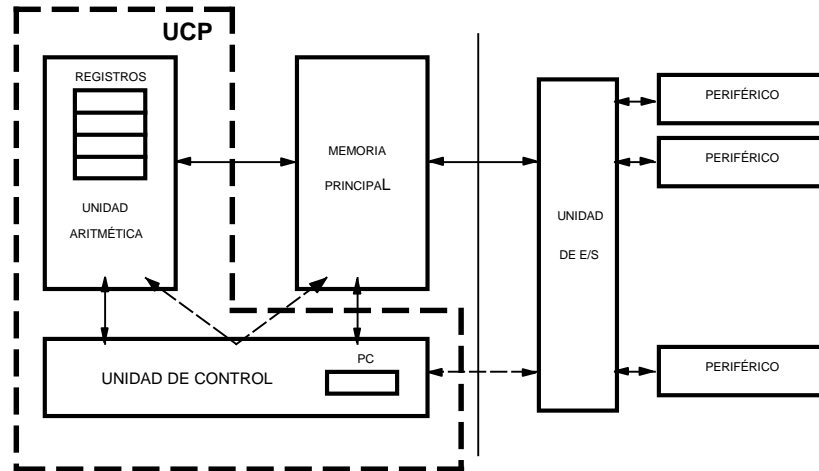 UCP
REGISTROS
UNIDAD
ARITMÉTICA
MEMORIA
PRINCIPAL
UNIDAD DE CONTROL
PC
UNIDAD
DE E/S
PERIFÉRICO
PERIFÉRICO
PERIFÉRICO